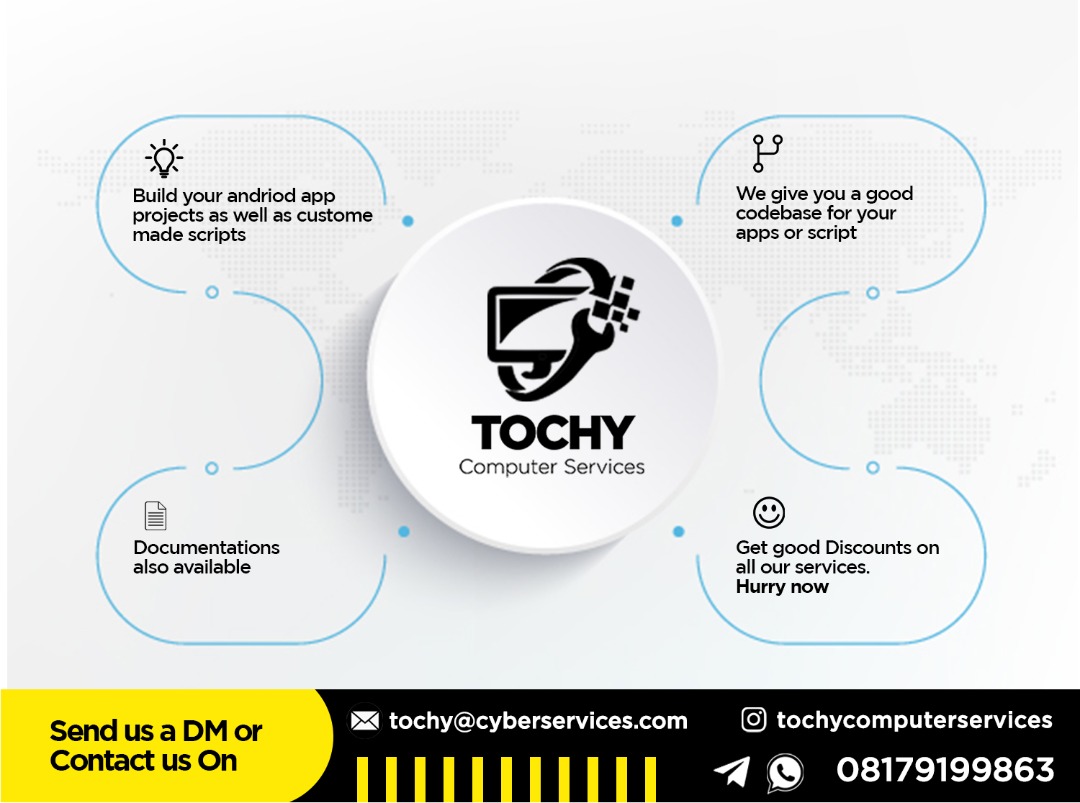 Build your andriod app
projects as well as custome
made scripts
We give you a good
codebase for your
apps or script
TOCHY
Computer Services
Documentations
also available
Get good Discounts on
all our services.
Hurry now
Send us a DM or
Contact us On
tochy@cyberservices.com
tochycomputerservices
08179199863